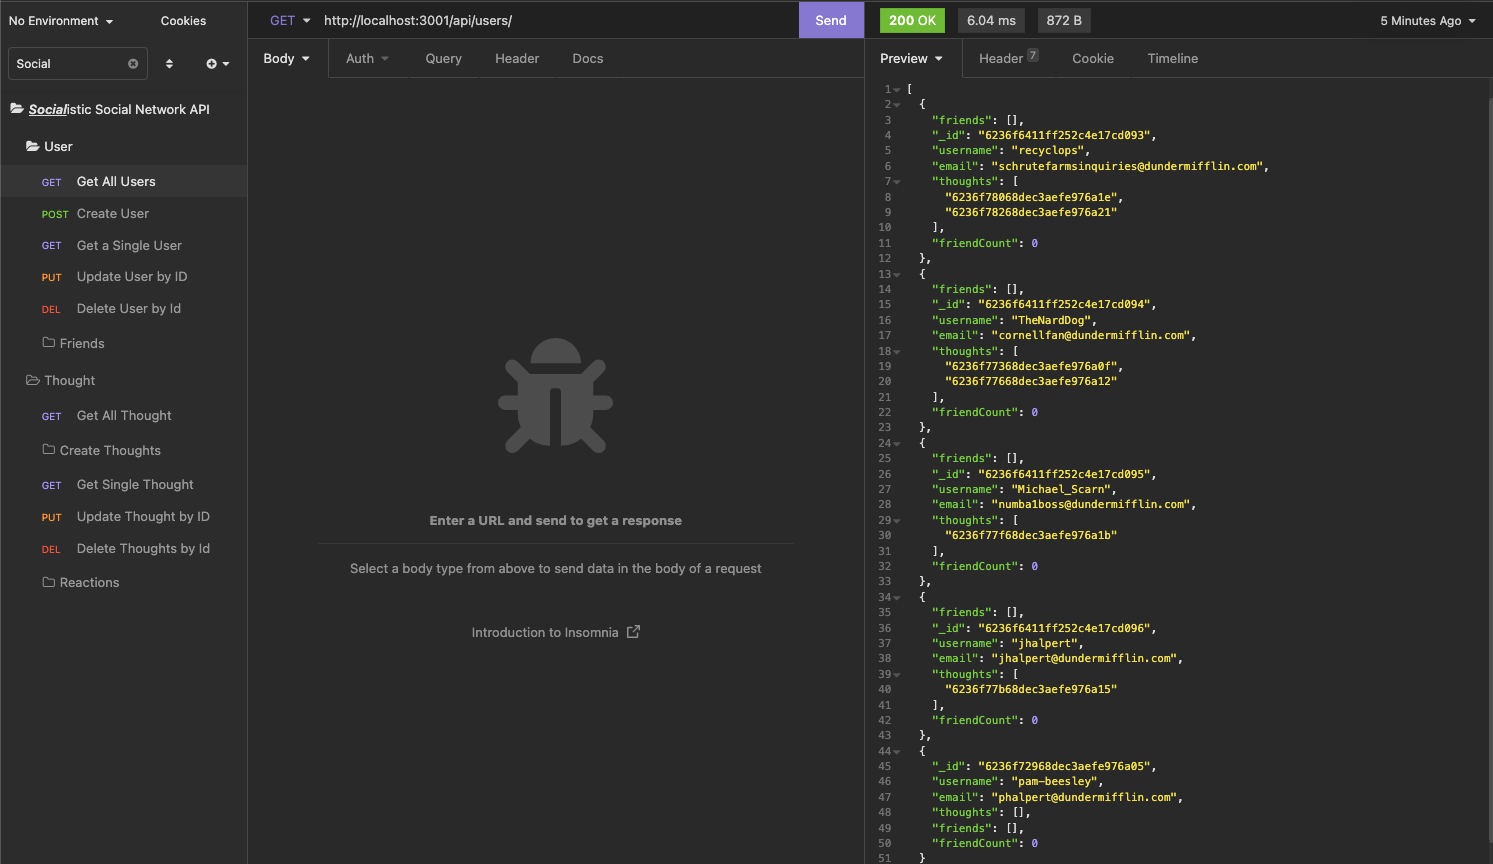 No Environment
Cookies
Social
Socialistic Social Network API
User
GET Get All Users
POST Create User
GET Get a Single User
PUT Update User by ID
DEL Delete User by Id
Friends
Thought
GET Get All Thought
Create Thoughts
GET Get Single Thought
PUT Update Thought by ID
DEL Delete Thoughts by Id
Reactions
GET http://localhost:3001/api/users/ Send
Body Auth Query Header Docs
Enter a URL and send to get a response
Select a body type from above to send data in the body of a request
Introduction to Insomnia
200 OK 6.04 ms 872 B 5 Minutes Ago
Preview Header 7 Cookie Timeline
1 [
2 {
3 "friends": [],
4 "_id": "6236f6411ff252c4e17cd093",
5 "username": "recyclops",
6 "email": "schrutefarmsinquiries@dundermifflin.com",
7 "thoughts": [
8 "6236f78068dec3aefe976a1e",
9 "6236f78268dec3aefe976a21"
10 ],
11 "friendCount": 0
12 },
13 {
14 "friends": [],
15 "_id": "6236f6411ff252c4e17cd094",
16 "username": "TheNardDog",
17 "email": "cornellfan@dundermifflin.com",
18 "thoughts": [
19 "6236f77368dec3aefe976a0f",
20 "6236f77668dec3aefe976a12"
21 ],
22 "friendCount": 0
23 },
24 {
25 "friends": [],
26 "_id": "6236f6411ff252c4e17cd095",
27 "username": "Michael_Scarn",
28 "email": "numba1boss@dundermifflin.com",
29 "thoughts": [
30 "6236f77f68dec3aefe976a1b"
31 ],
32 "friendCount": 0
33 },
34 {
35 "friends": [],
36 "_id": "6236f6411ff252c4e17cd096",
37 "username": "jhalpert",
38 "email": "jhalpert@dundermifflin.com",
39 "thoughts": [
40 "6236f77b68dec3aefe976a15"
41 ],
42 "friendCount": 0
43 },
44 {
45 "_id": "6236f72968dec3aefe976a05",
46 "username": "pam-beesley",
47 "email": "phalpert@dundermifflin.com",
48 "thoughts": [],
49 "friends": [],
50 "friendCount": 0
51 }